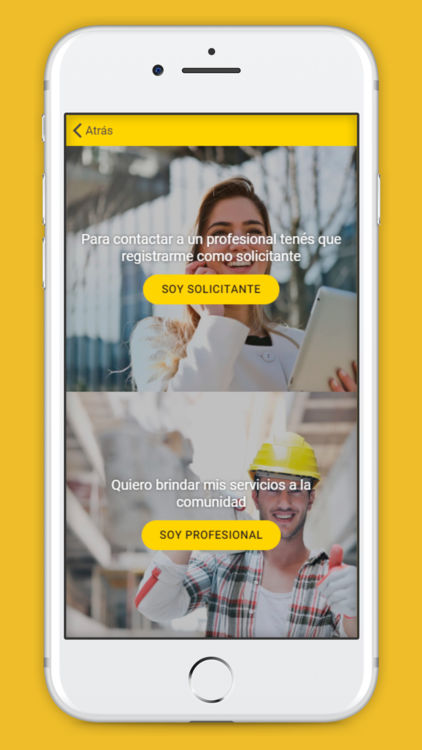 Atrás
Para contactar a un profesional tenés que
registrarme como solicitante
SOY SOLICITANTE
Quiero brindar mis servicios a la
comunidad
SOY PROFESIONAL